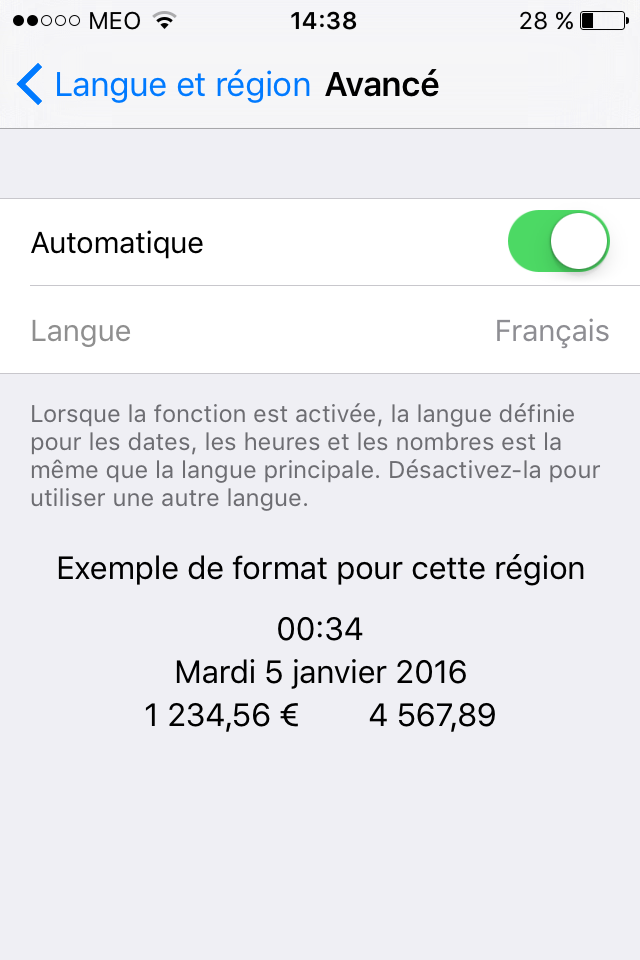 MEO 14:38 28 %
Langue et région Avancé
Automatique
Langue Français
Lorsque la fonction est activée, la langue définie
pour les dates, les heures et les nombres est la
même que la langue principale. Désactivez-la pour
utiliser une autre langue.
Exemple de format pour cette région
00:34
Mardi 5 janvier 2016
1 234,56 € 4 567,89